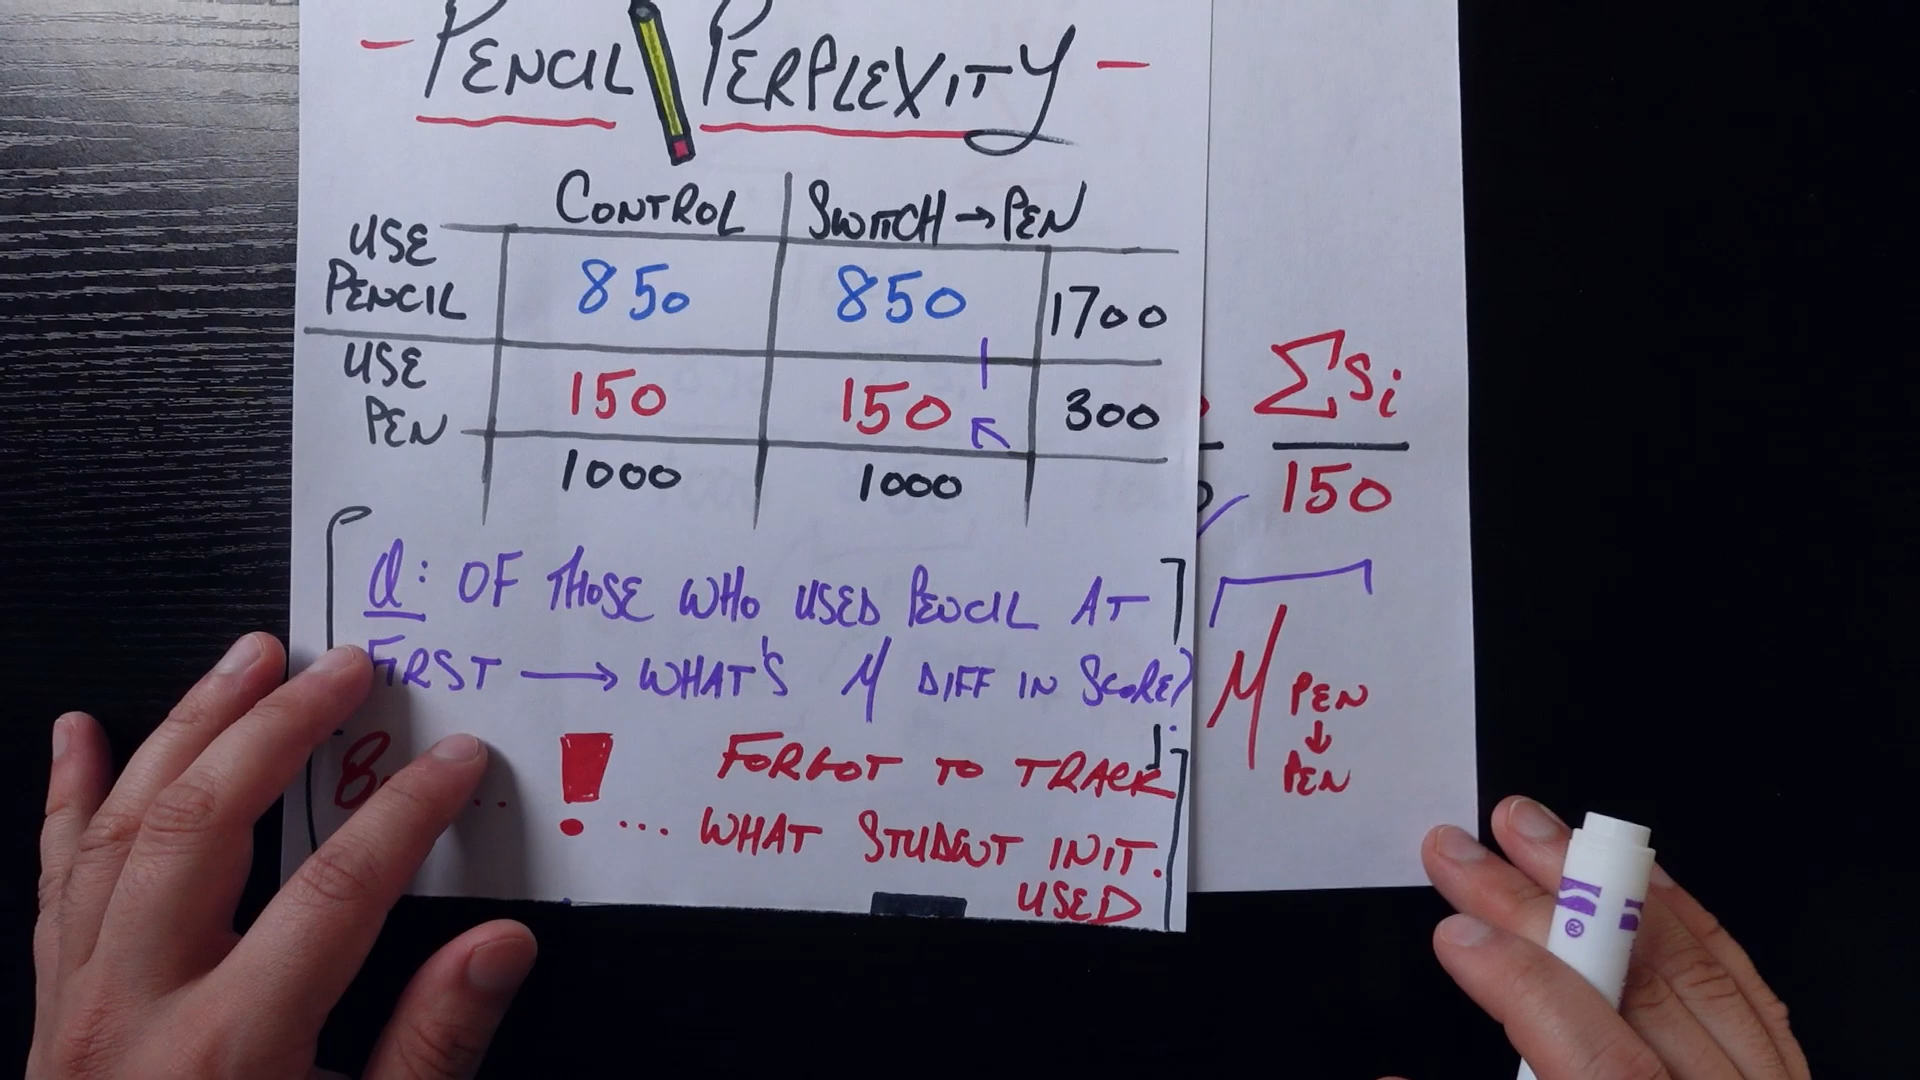 - PENCIL PERPLEXITY -
CONTROL SWITCH → PEN
USE PENCIL 850 850 1700
USE PEN 150 150 300
1000 1000
Q: OF THOSE WHO USED PENCIL AT
FIRST → WHAT'S M DIFF IN SCORE?
! ... FORGOT TO TRACK
WHAT STUDENT INIT.
USED
∑Si
150
M PEN
↓
PEN
®